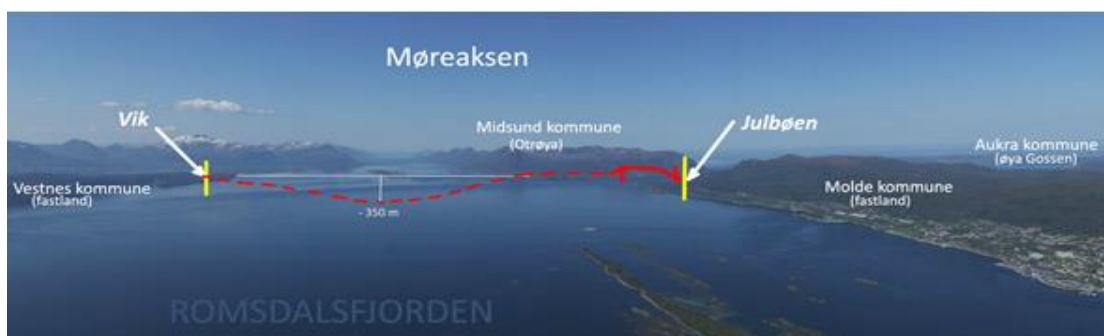 Møreaksen
Vik
Midsund kommune
(Otrøya)
Julbøen
Aukra kommune
(øya Gossen)
Vestnes kommune
(fastland)
Molde kommune
(fastland)
- 350 m
ROMSDALSFJORDEN